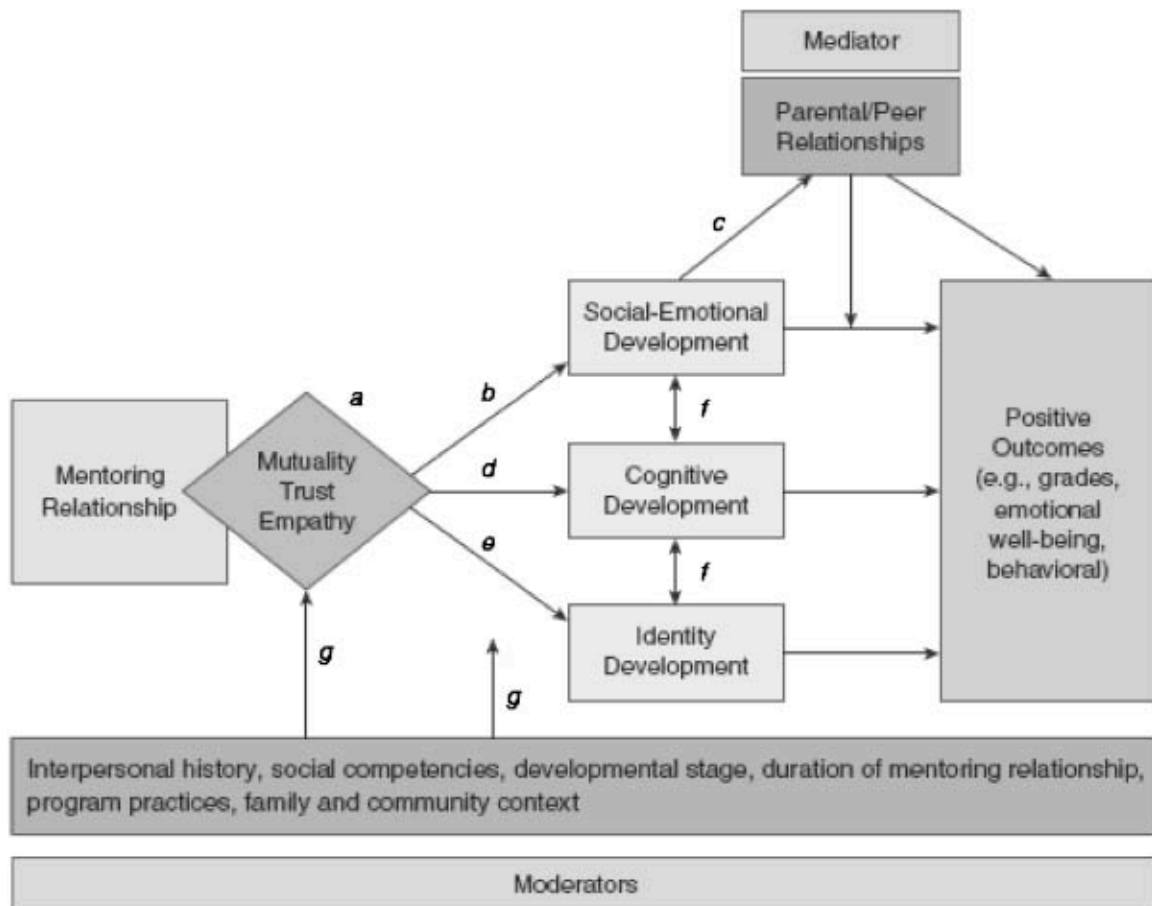 Mediator
Parental/Peer
Relationships
c
Social-Emotional
Development
a
b
f
Mentoring
Relationship
Mutuality
Trust
Empathy
d
Cognitive
Development
Positive
Outcomes
(e.g., grades,
emotional
well-being,
behavioral)
e
f
g
g
Identity
Development
Interpersonal history, social competencies, developmental stage, duration of mentoring relationship,
program practices, family and community context
Moderators